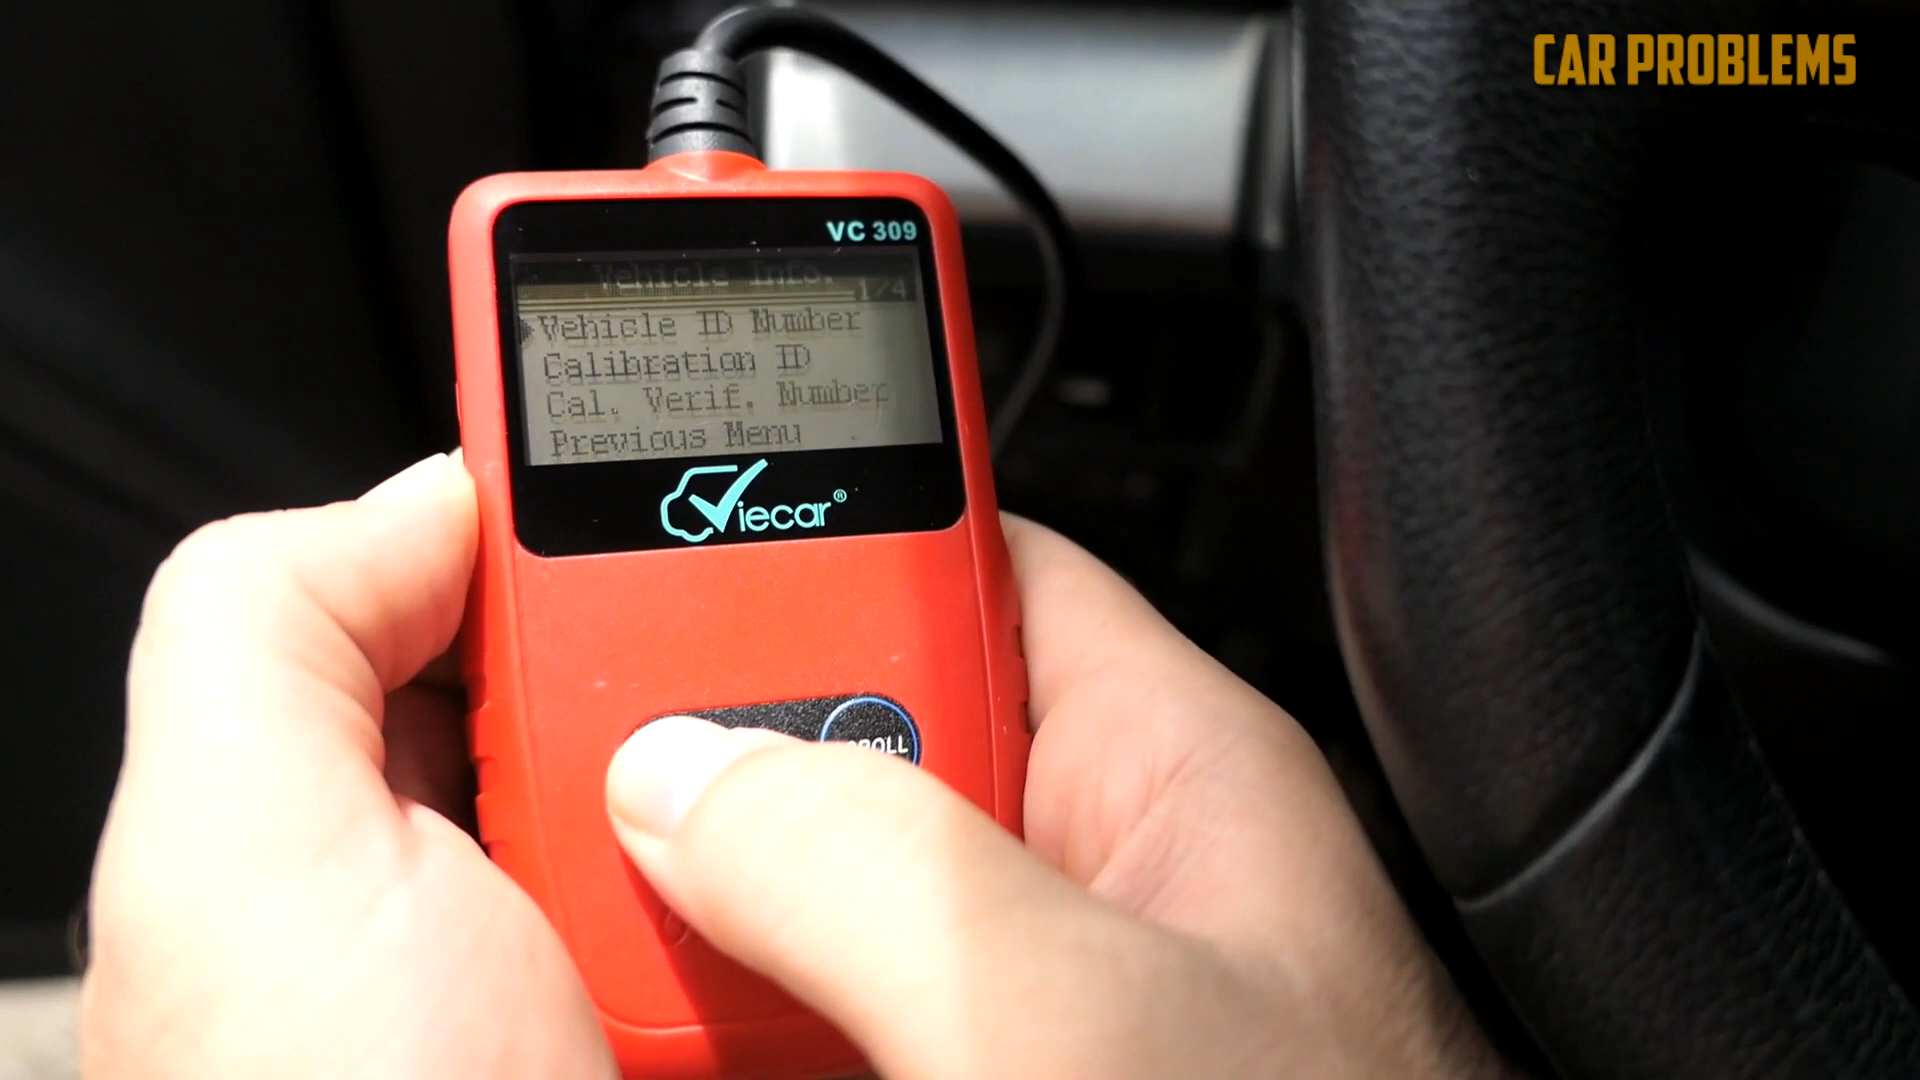 CAR PROBLEMS
VC 309
Vehicle Info.
1/4
Vehicle ID Number
Calibration ID
Cal. Verif. Number
Previous Menu
Viecar®